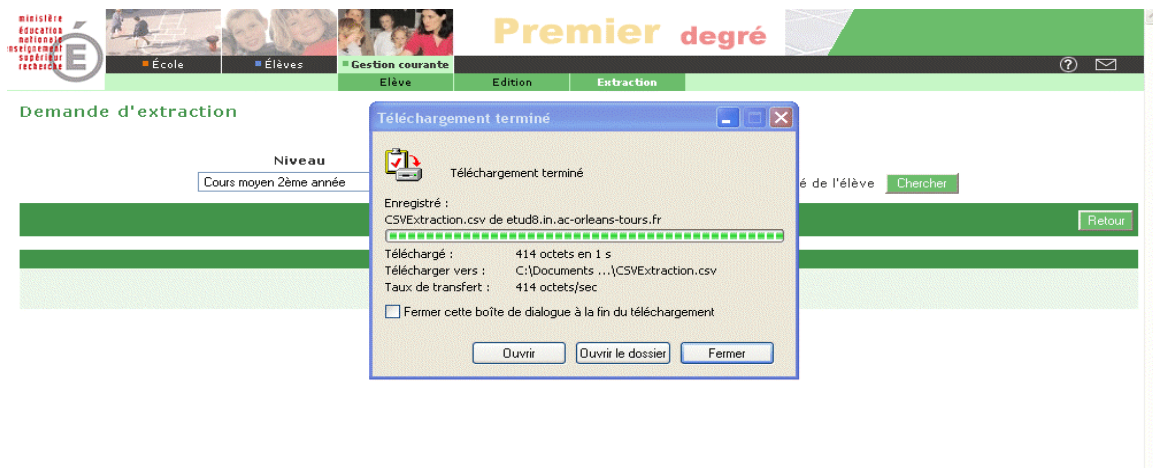 ministère
éducation
nationale
enseignement
supérieur
recherche
É
Premier degré
École
Élèves
Gestion courante
?
Elève
Edition
Extraction
Demande d'extraction
Téléchargement terminé
Téléchargement terminé
Niveau
Cours moyen 2ème année
é de l'élève
Chercher
Enregistré :
CSVExtraction.csv de etud8.in.ac-orleans-tours.fr
Retour
Téléchargé : 414 octets en 1 s
Télécharger vers : C:\Docum ...\CSVExtraction.csv
Taux de transfert : 414 octets/sec
Fermer cette boîte de dialogue à la fin du téléchargement
Ouvrir
Ouvrir le dossier
Fermer